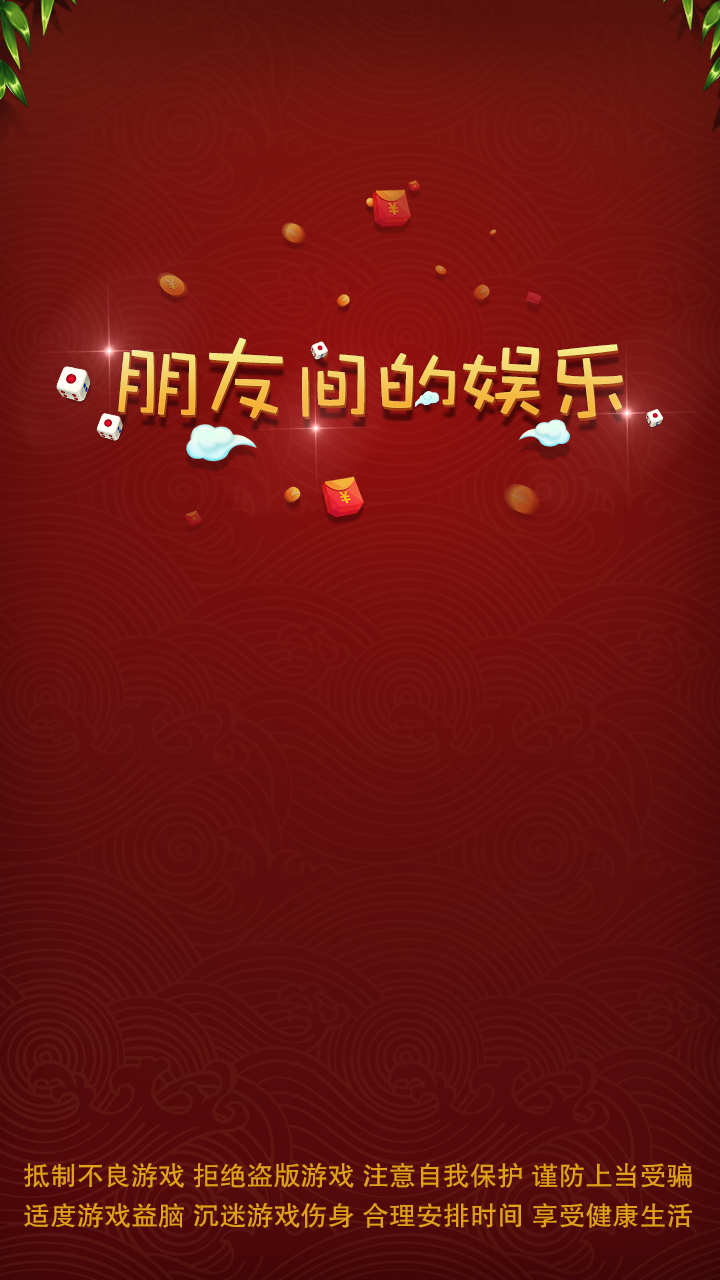 朋友间的娱乐
抵制不良游戏 拒绝盗版游戏 注意自我保护 谨防上当受骗
适度游戏益脑 沉迷游戏伤身 合理安排时间 享受健康生活